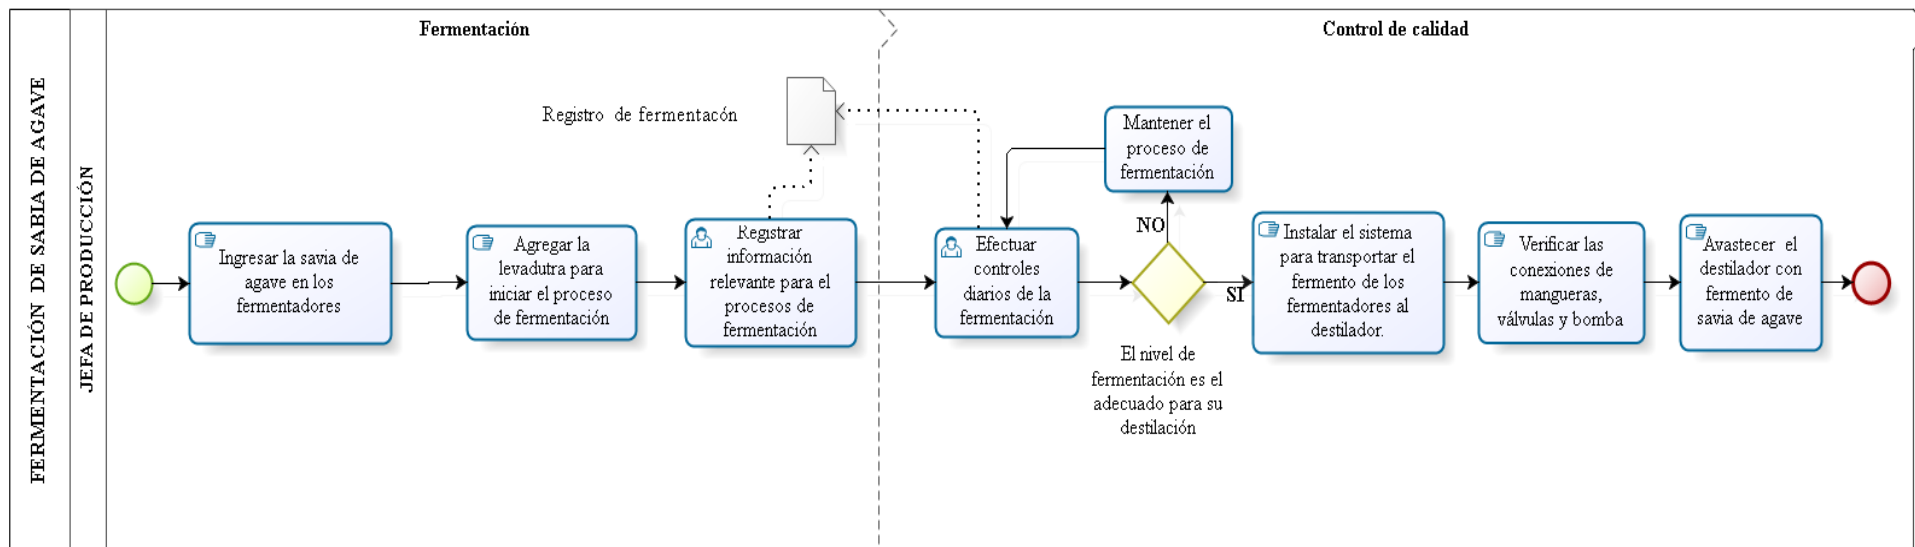 FERMENTACIÓN DE SABIA DE AGAVE
JEFA DE PRODUCCIÓN
Fermentación
Control de calidad
Registro de fermentacón
Ingresar la savia de
agave en los
fermentadores
Agregar la
levadutra para
iniciar el proceso
de fermentación
Registrar
información
relevante para el
procesos de
fermentación
Efectuar
controles
diarios de la
fermentación
Mantener el
proceso de
fermentación
NO
SI
El nivel de
fermentación es el
adecuado para su
destilación
Instalar el sistema
para transportar el
fermento de los
fermentadores al
destilador.
Verificar las
conexiones de
mangueras,
válvulas y bomba
Avastecer el
destilador con
fermento de
savia de agave